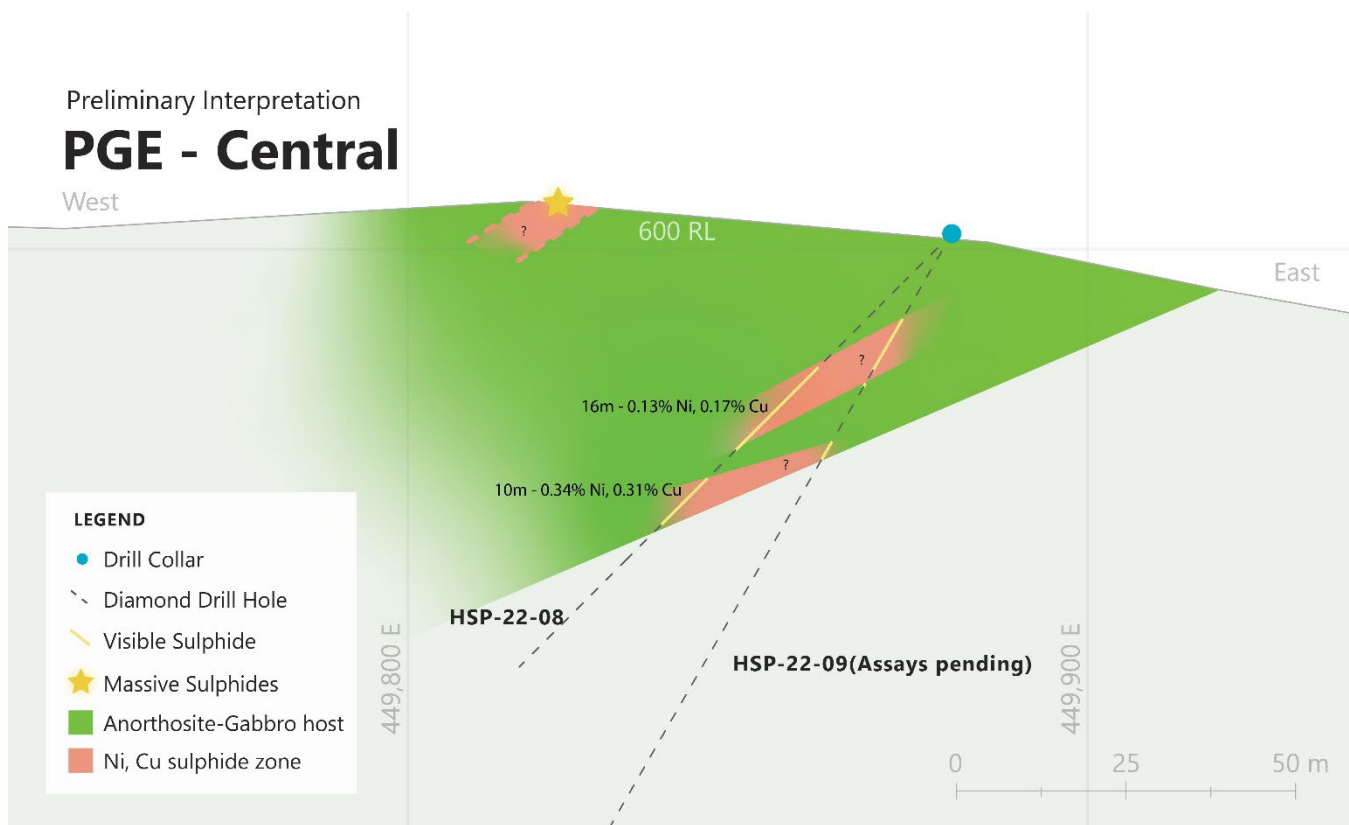 Preliminary Interpretation
PGE - Central
West
?
600 RL
East
?
16m - 0.13% Ni, 0.17% Cu
?
10m - 0.34% Ni, 0.31% Cu
LEGEND
Drill Collar
Diamond Drill Hole
Visible Sulphide
Massive Sulphides
Anorthosite-Gabbro host
Ni, Cu sulphide zone
HSP-22-08
HSP-22-09(Assays pending)
449,800 E
449,900 E
0 25 50 m